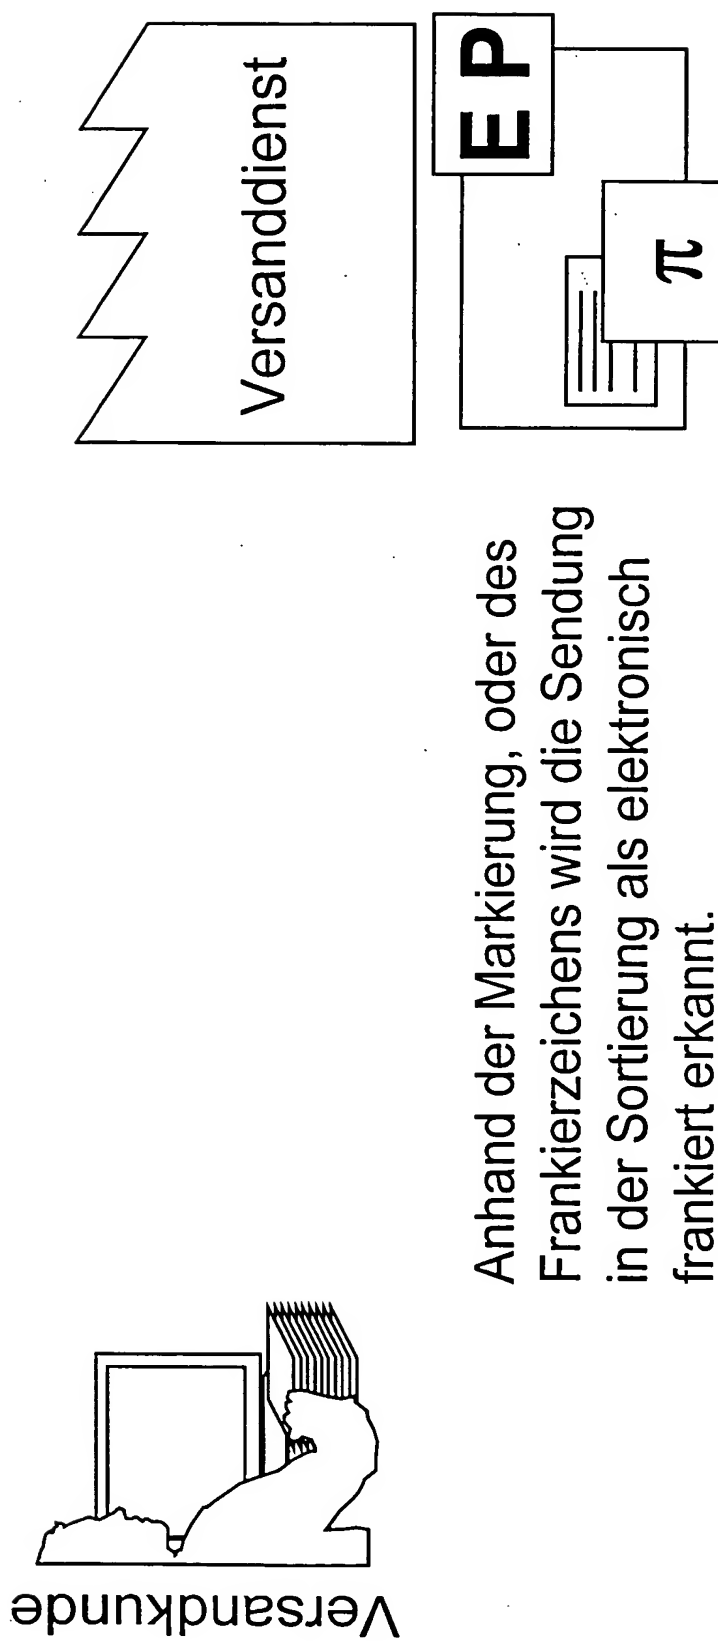 Versandkunde
Versanddienst
E P
π
Anhand der Markierung, oder des
Frankierzeichens wird die Sendung
in der Sortierung als elektronisch
frankiert erkannt.